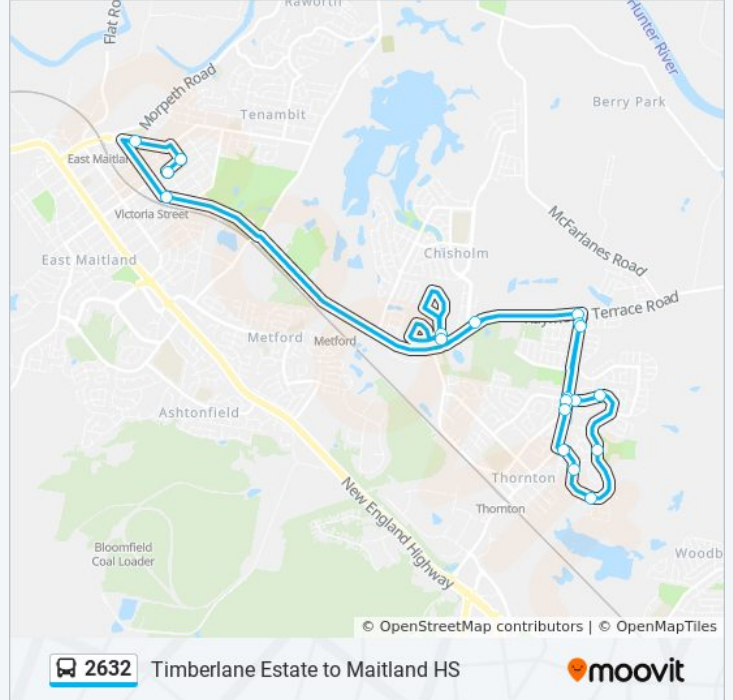 Raworth
Flat Ro
Hunter River
Morpeth Road
Berry Park
Tenambit
East Maitlan
Victoria Street
McFarlanes Road
East Maitland
Chisholm
Terrace Road
Metford
Metford
Ashtonfield
Thornton
New England Highway
Thornton
Bloomfield
Coal Loader
Woodb
© OpenStreetMap contributors | © OpenMapTiles
2632 Timberlane Estate to Maitland HS moovit